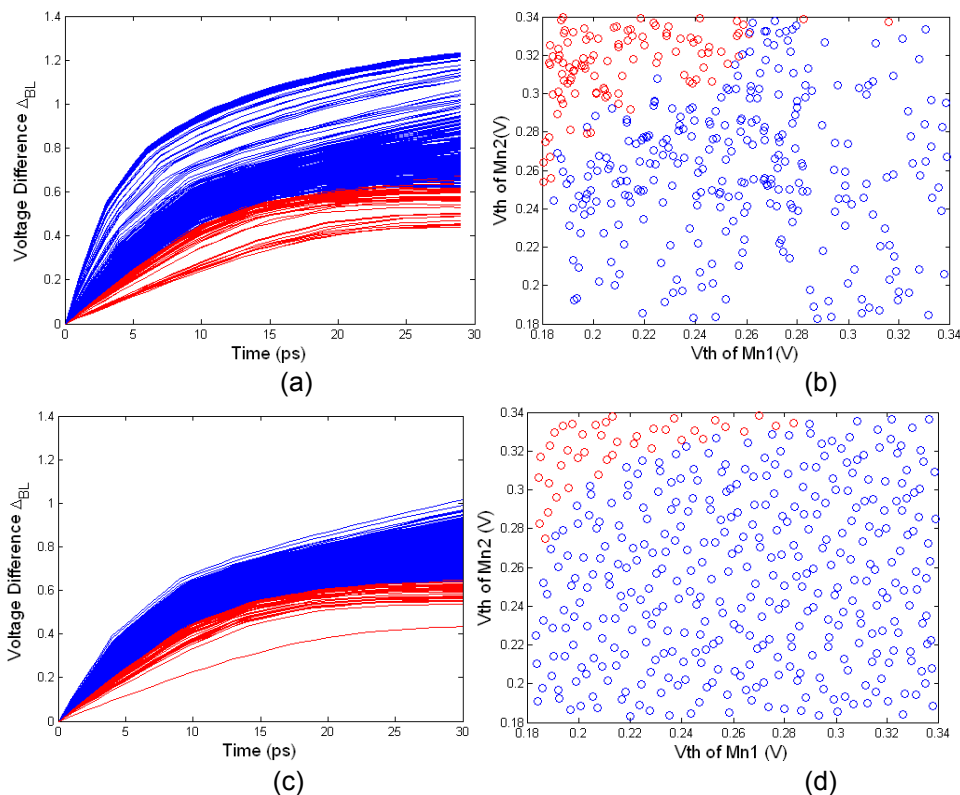 1.4
1.2
1
0.8
0.6
0.4
0.2
0
Voltage Difference Δ_BL
0 5 10 15 20 25 30
Time (ps)
(a)
0.34
0.32
0.3
0.28
0.26
0.24
0.22
0.2
0.18
Vth of Mn2(V)
0.18 0.2 0.22 0.24 0.26 0.28 0.3 0.32 0.34
Vth of Mn1(V)
(b)
1.4
1.2
1
0.8
0.6
0.4
0.2
0
Voltage Difference Δ_BL
0 5 10 15 20 25 30
Time (ps)
(c)
0.34
0.32
0.3
0.28
0.26
0.24
0.22
0.2
0.18
Vth of Mn2 (V)
0.18 0.2 0.22 0.24 0.26 0.28 0.3 0.32 0.34
Vth of Mn1 (V)
(d)